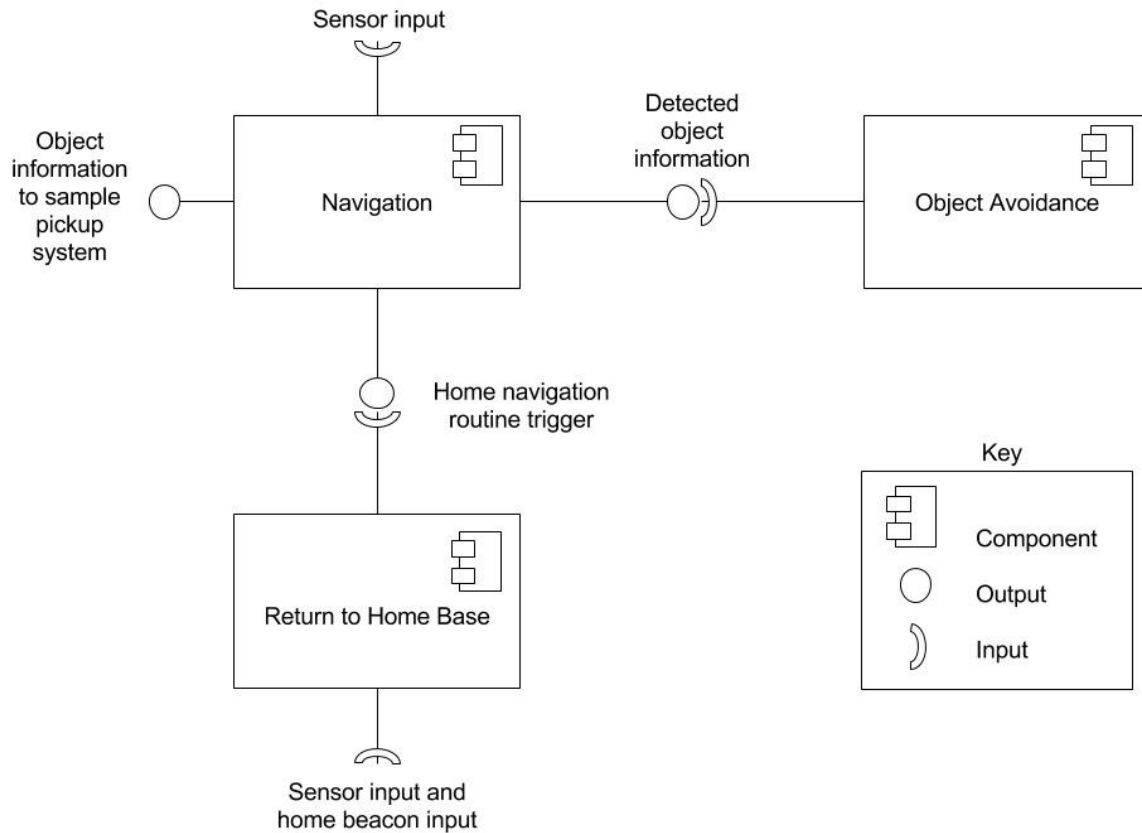 Sensor input
Object
information
to sample
pickup
system
Navigation
Detected
object
information
Object Avoidance
Home navigation
routine trigger
Return to Home Base
Sensor input and
home beacon input
Key
Component
Output
Input